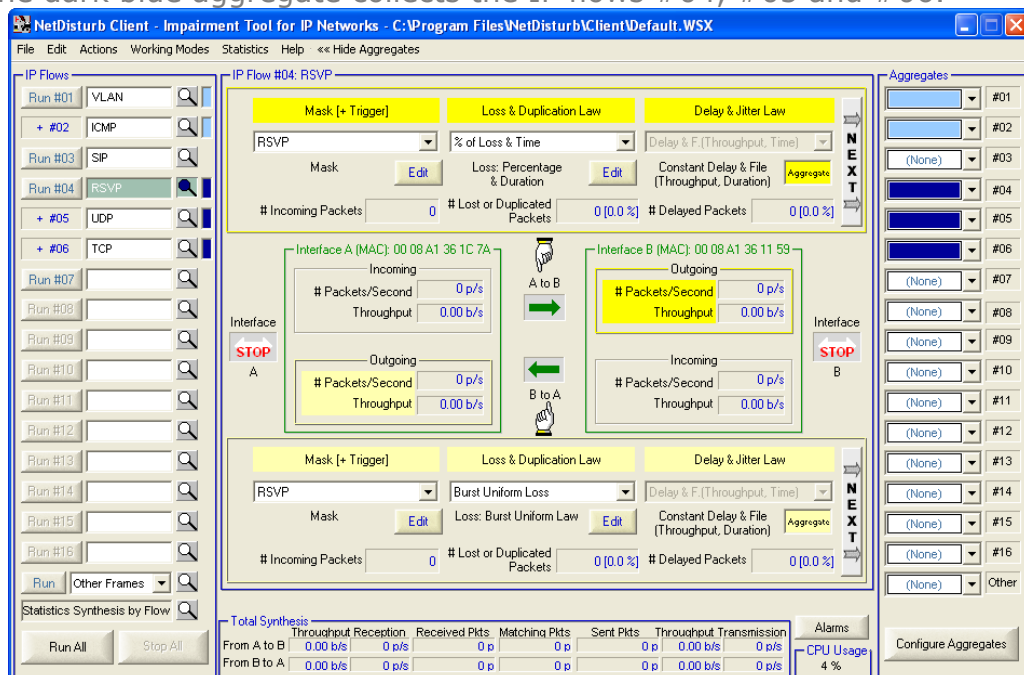 he dark blue aggregate collects the IP flows #04, #05 and #06.
NetDisturb Client - Impairment Tool for IP Networks - C:\Program Files\NetDisturb\Client\Default.WSX
File Edit Actions Working Modes Statistics Help «« Hide Aggregates
IP Flows
Run #01 VLAN
+ #02 ICMP
Run #03 SIP
Run #04 RSVP
+ #05 UDP
+ #06 TCP
Run #07
Run #08
Run #09
Run #10
Run #11
Run #12
Run #13
Run #14
Run #15
Run #16
Run Other Frames
Statistics Synthesis by Flow
Run All Stop All
IP Flow #04: RSVP
Mask [+ Trigger] Loss & Duplication Law Delay & Jitter Law
RSVP % of Loss & Time Delay & F.(Throughput, Time)
Mask Edit Loss: Percentage & Duration Edit Constant Delay & File (Throughput, Duration) Aggregate
NEXT
# Incoming Packets 0 # Lost or Duplicated Packets 0 [0.0 %] # Delayed Packets 0 [0.0 %]
Interface A (MAC): 00 08 A1 36 1C 7A
Incoming
# Packets/Second 0 p/s
Throughput 0.00 b/s
Outgoing
# Packets/Second 0 p/s
Throughput 0.00 b/s
Interface
STOP
A
A to B
B to A
Interface B (MAC): 00 08 A1 36 11 59
Outgoing
# Packets/Second 0 p/s
Throughput 0.00 b/s
Incoming
# Packets/Second 0 p/s
Throughput 0.00 b/s
Interface
STOP
B
Mask [+ Trigger] Loss & Duplication Law Delay & Jitter Law
RSVP Burst Uniform Loss Delay & F.(Throughput, Time)
Mask Edit Loss: Burst Uniform Law Edit Constant Delay & File (Throughput, Duration) Aggregate
NEXT
# Incoming Packets 0 # Lost or Duplicated Packets 0 [0.0 %] # Delayed Packets 0 [0.0 %]
Total Synthesis
Throughput Reception Received Pkts Matching Pkts Sent Pkts Throughput Transmission
From A to B 0.00 b/s 0 p/s 0 p 0 p 0 p 0.00 b/s 0 p/s
From B to A 0.00 b/s 0 p/s 0 p 0 p 0 p 0.00 b/s 0 p/s
Alarms
CPU Usage
4 %
Aggregates
#01
#02
(None) #03
#04
#05
#06
(None) #07
(None) #08
(None) #09
(None) #10
(None) #11
(None) #12
(None) #13
(None) #14
(None) #15
(None) #16
(None) Other
Configure Aggregates